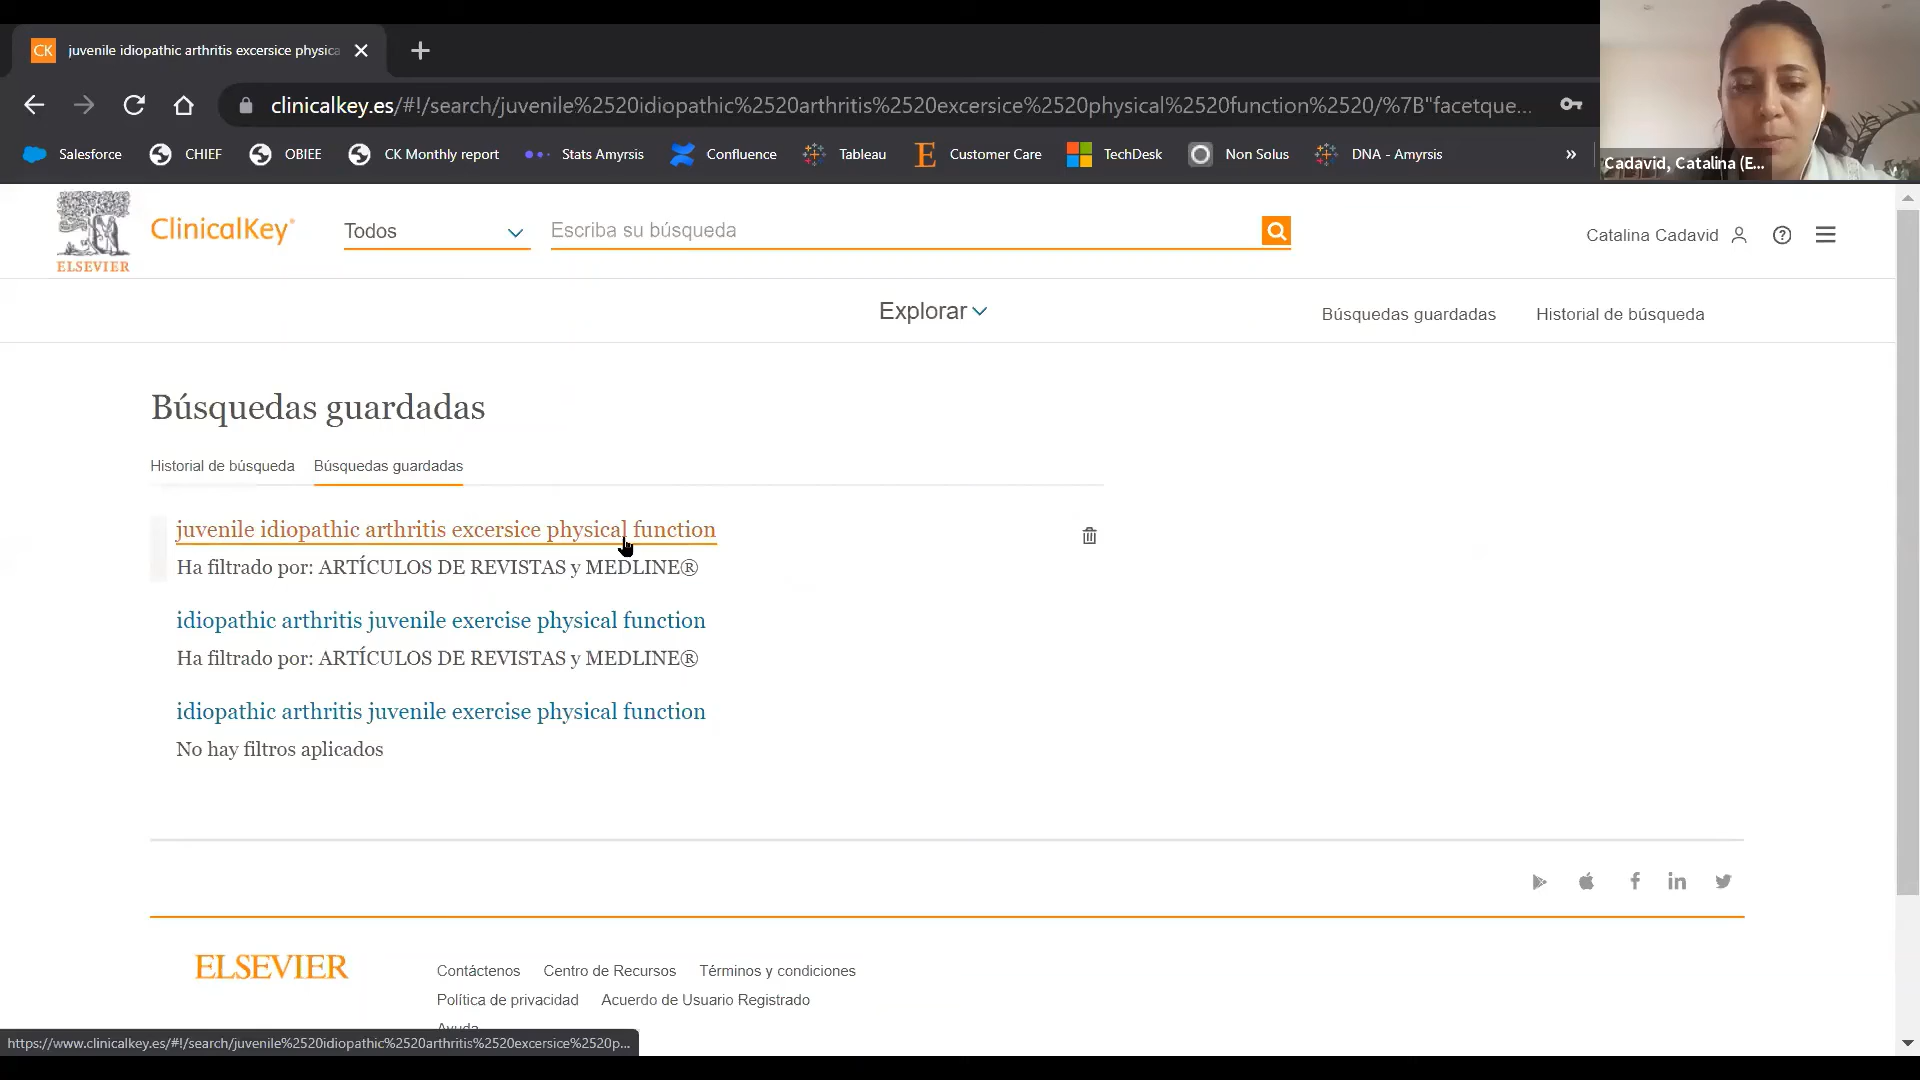 juvenile idiopathic arthritis excersice physica
clinicalkey.es/#!/search/juvenile%2520idiopathic%2520arthritis%2520excersice%2520physical%2520function%2520/%7B"facetque...
Salesforce CHIEF OBIEE CK Monthly report Stats Amyrsis Confluence Tableau Customer Care TechDesk Non Solus DNA - Amyrsis »
Cadavid, Catalina (E...
ELSEVIER
ClinicalKey®
Todos
Escriba su búsqueda
Catalina Cadavid
Explorar
Búsquedas guardadas Historial de búsqueda
Búsquedas guardadas
Historial de búsqueda Búsquedas guardadas
juvenile idiopathic arthritis excersice physical function
Ha filtrado por: ARTÍCULOS DE REVISTAS y MEDLINE®
idiopathic arthritis juvenile exercise physical function
Ha filtrado por: ARTÍCULOS DE REVISTAS y MEDLINE®
idiopathic arthritis juvenile exercise physical function
No hay filtros aplicados
ELSEVIER
Contáctenos Centro de Recursos Términos y condiciones
Política de privacidad Acuerdo de Usuario Registrado
Ayuda
https://www.clinicalkey.es/#!/search/juvenile%2520idiopathic%2520arthritis%2520excersice%2520p...